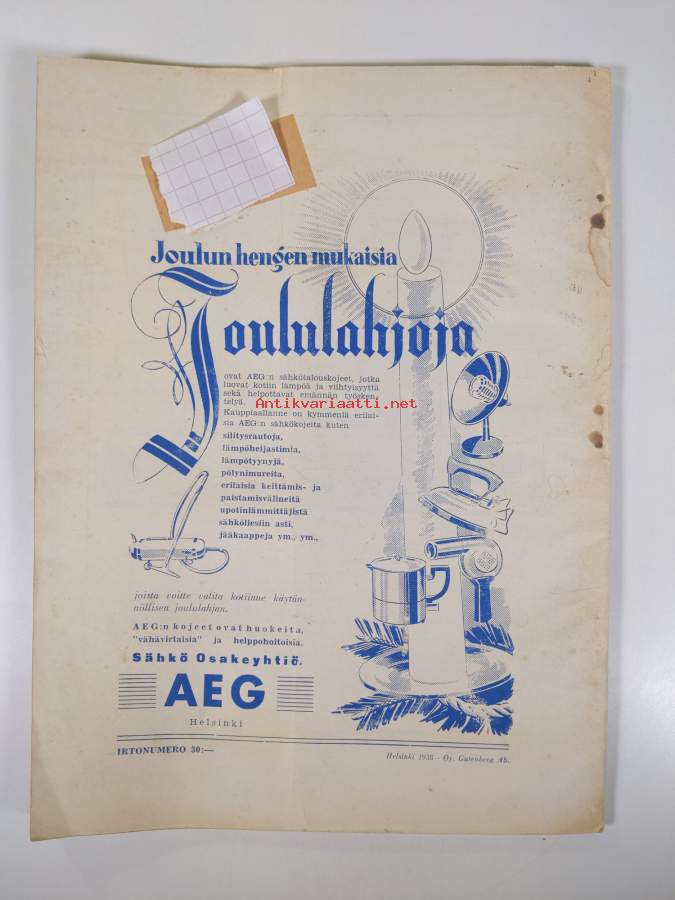 Joulun hengen mukaisia
Joululahjoja
ovat AEG:n sähkötalouskojeet, jotka
luovat kotiin lämpöä ja viihtyisyyttä
sekä helpottavat emännän työsken-
telyä.
Antikvariaatti.net
Kauppiaallanne on kymmeniä erilai-
sia AEG:n sähkökojeita kuten
silitysrautoja,
lämpöheijastimia,
lämpötyynyjä,
pölynimureita,
erilaisia keittämis- ja
paistamisvälineitä
upotinlämmittäjistä
sähköliesiin asti,
jääkaappeja ym., ym.,
joista voitte valita kotiinne käytän-
nöllisen joululahjan.
AEG:n kojeet ovat huokeita,
"vähävirtaisia" ja helppohoitoisia.
Sähkö Osakeyhtiö.
AEG
Helsinki
IRTONUMERO 30:—
Helsinki 1938 - Oy. Gutenberg Ab.